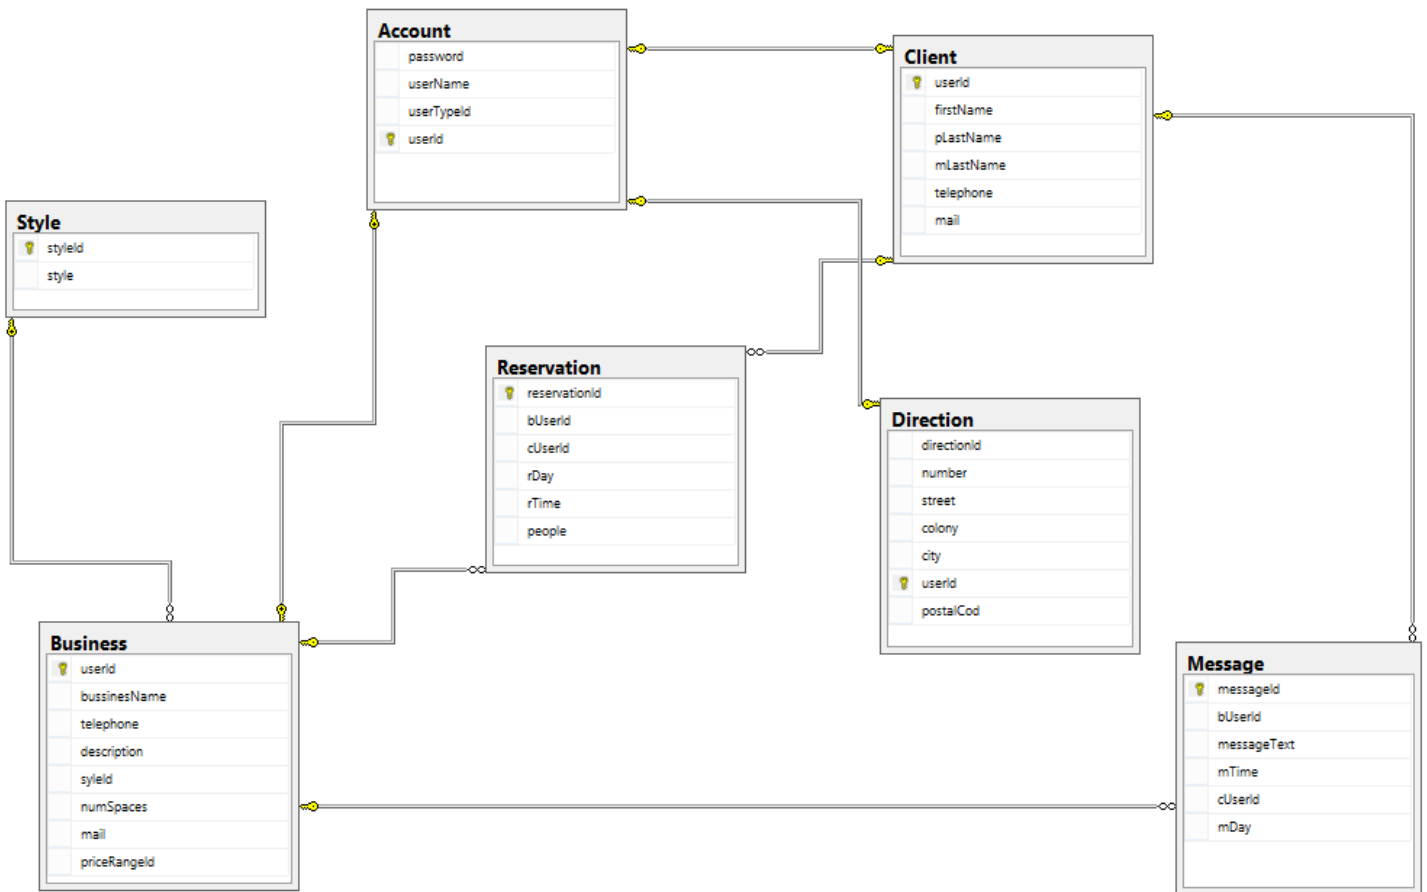 Account
password
userName
userTypeId
userId
Client
userId
firstName
pLastName
mLastName
telephone
mail
Style
styleId
style
Reservation
reservationId
bUserId
cUserId
rDay
rTime
people
Direction
directionId
number
street
colony
city
userId
postalCod
Business
userId
bussinesName
telephone
description
syleId
numSpaces
mail
priceRangeId
Message
messageId
bUserId
messageText
mTime
cUserId
mDay